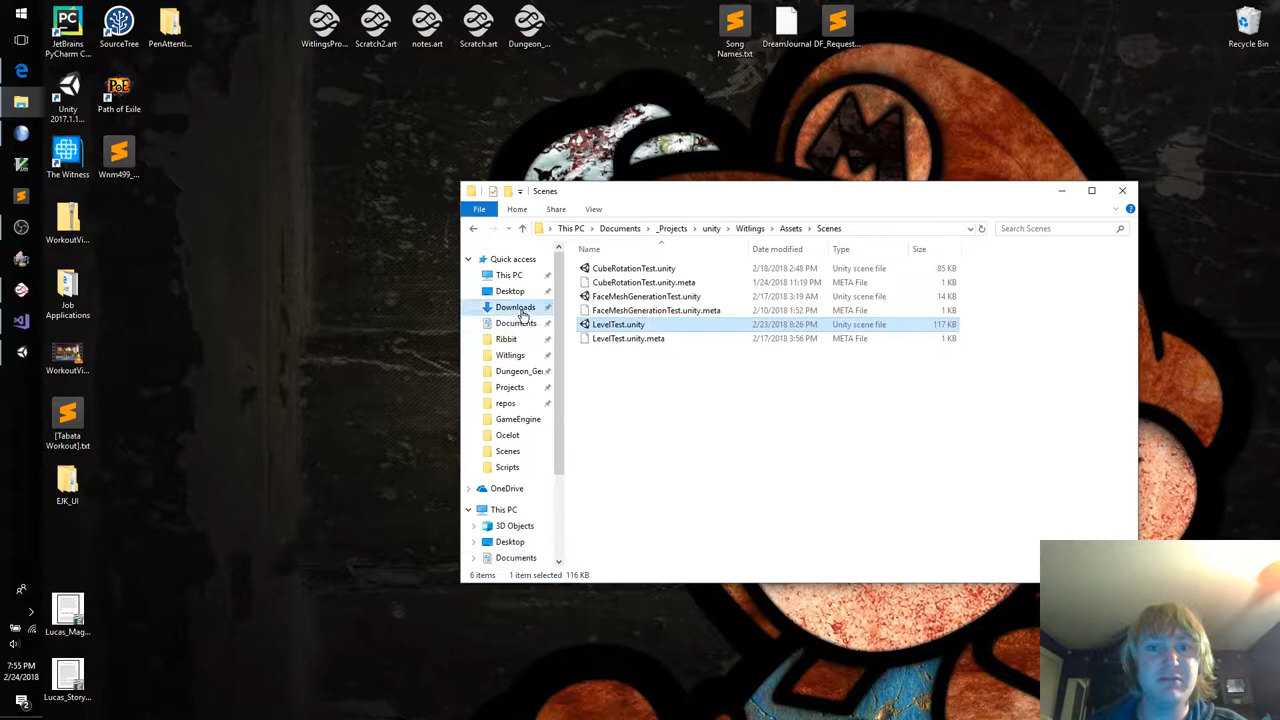 JetBrains
PyCharm C...
SourceTree
PenAttenti...
WitlingsPro...
Scratch2.art
notes.art
Scratch.art
Dungeon_...
Song
Names.txt
DreamJournal
DF_Request...
Recycle Bin
Unity
2017.1.1...
Path of Exile
The Witness
Wnm499_...
WorkoutVi...
Job
Applications
WorkoutVi...
[Tabata
Workout].txt
EJK_UI
Lucas_Mag...
Lucas_Story...
7:55 PM
2/24/2018
2
M
Scenes
File
Home
Share
View
This PC
Documents
_Projects
unity
Witlings
Assets
Scenes
Search Scenes
Name
Date modified
Type
Size
CubeRotationTest.unity 2/18/2018 2:48 PM Unity scene file 85 KB
CubeRotationTest.unity.meta 1/24/2018 11:19 PM META File 1 KB
FaceMeshGenerationTest.unity 2/17/2018 3:19 AM Unity scene file 14 KB
FaceMeshGenerationTest.unity.meta 2/10/2018 1:52 PM META File 1 KB
LevelTest.unity 2/23/2018 8:26 PM Unity scene file 117 KB
LevelTest.unity.meta 2/17/2018 3:56 PM META File 1 KB
Quick access
This PC
Desktop
Downloads
Documents
Ribbit
Witlings
Dungeon_Ge
Projects
repos
GameEngine
Ocelot
Scenes
Scripts
OneDrive
This PC
3D Objects
Desktop
Documents
6 items 1 item selected 116 KB